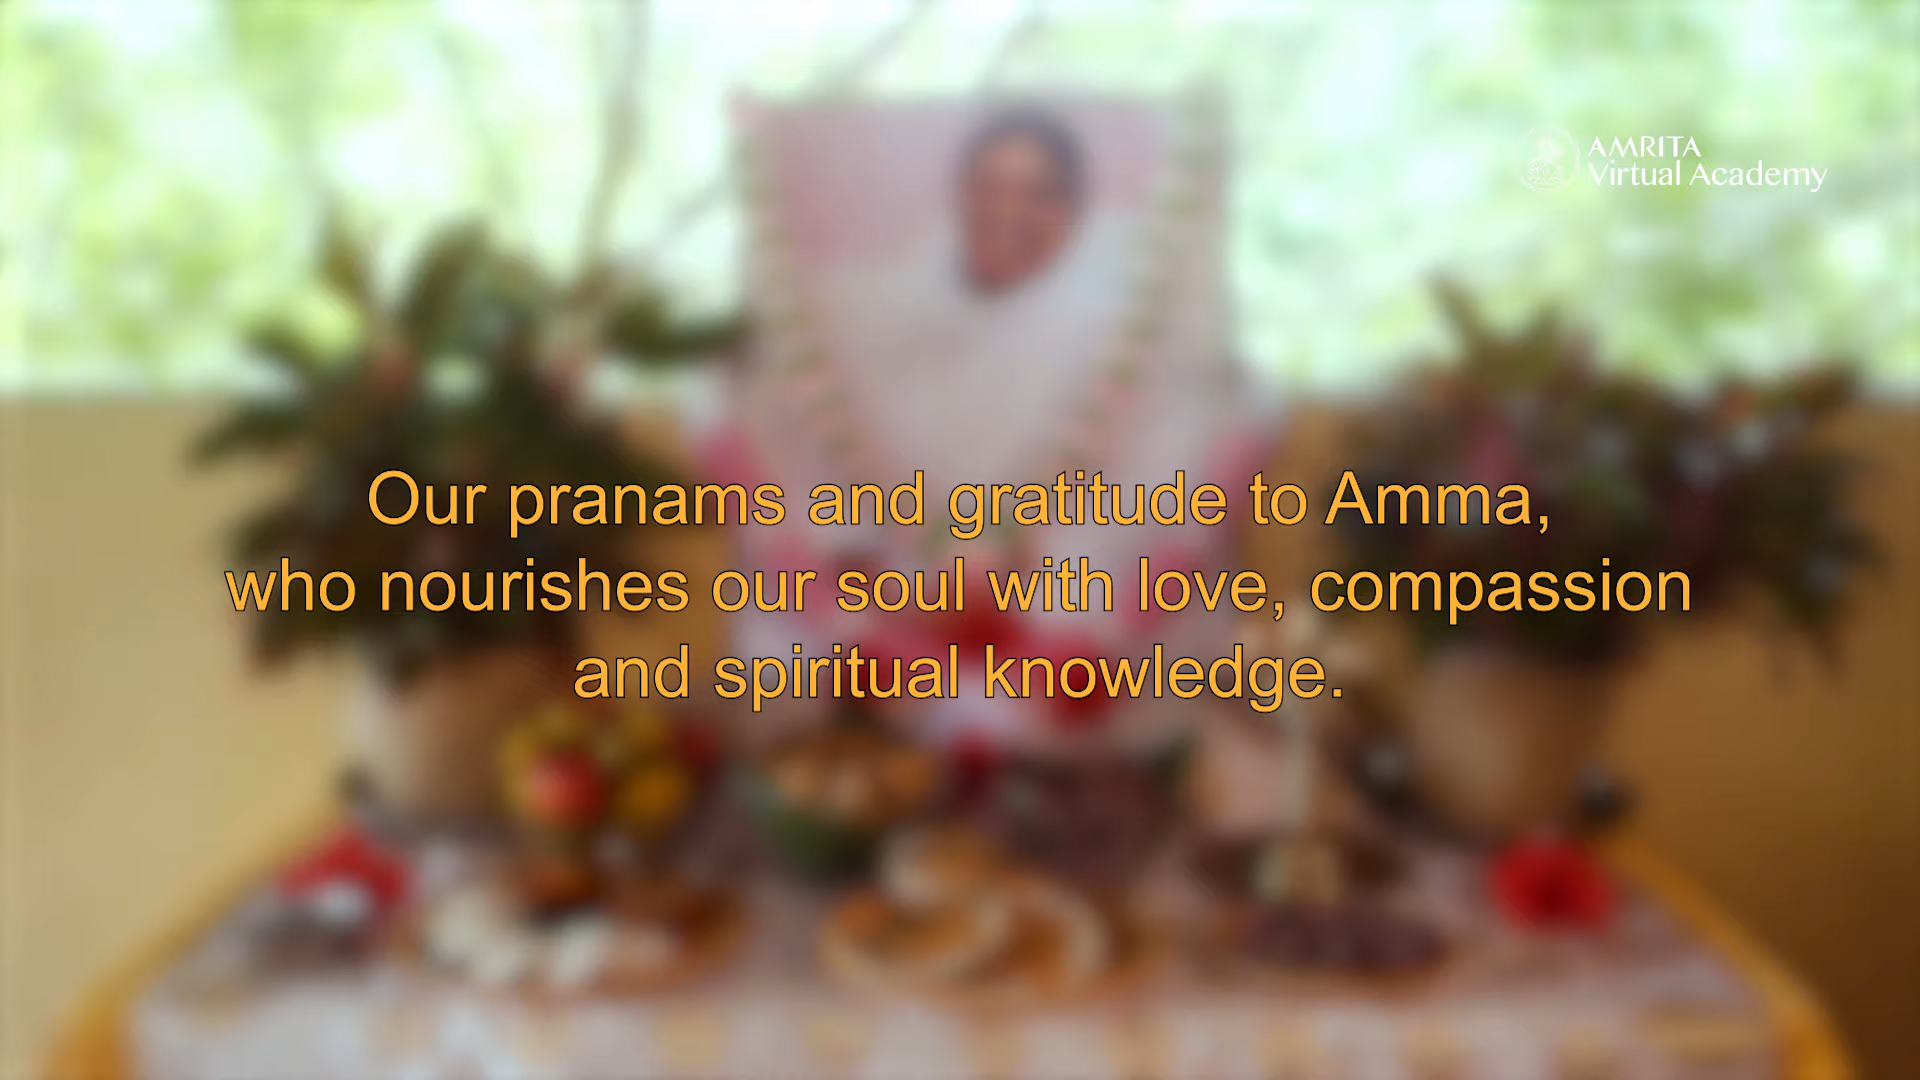 AMRITA
Virtual Academy
Our pranams and gratitude to Amma,
who nourishes our soul with love, compassion
and spiritual knowledge.